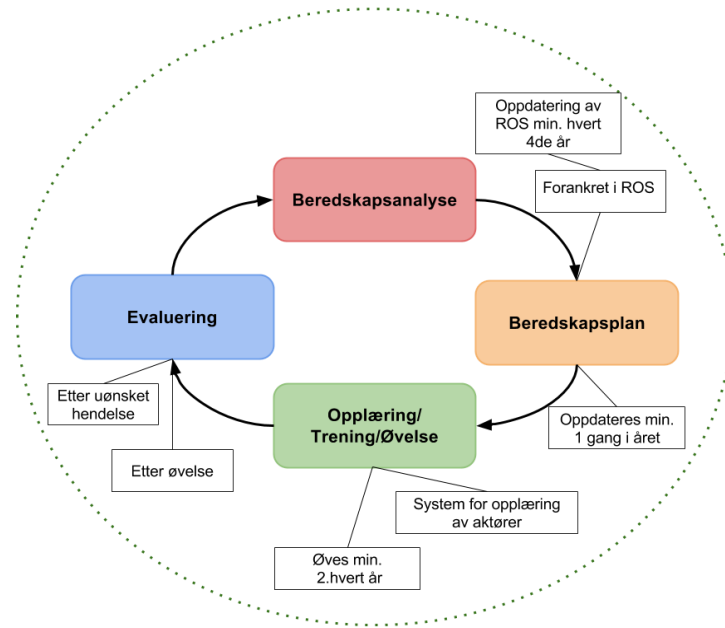 Oppdatering av
ROS min. hvert
4de år
Forankret i ROS
Beredskapsanalyse
Beredskapsplan
Evaluering
Oppdateres min.
1 gang i året
Opplæring/
Trening/Øvelse
Etter uønsket
hendelse
Etter øvelse
System for opplæring
av aktører
Øves min.
2.hvert år